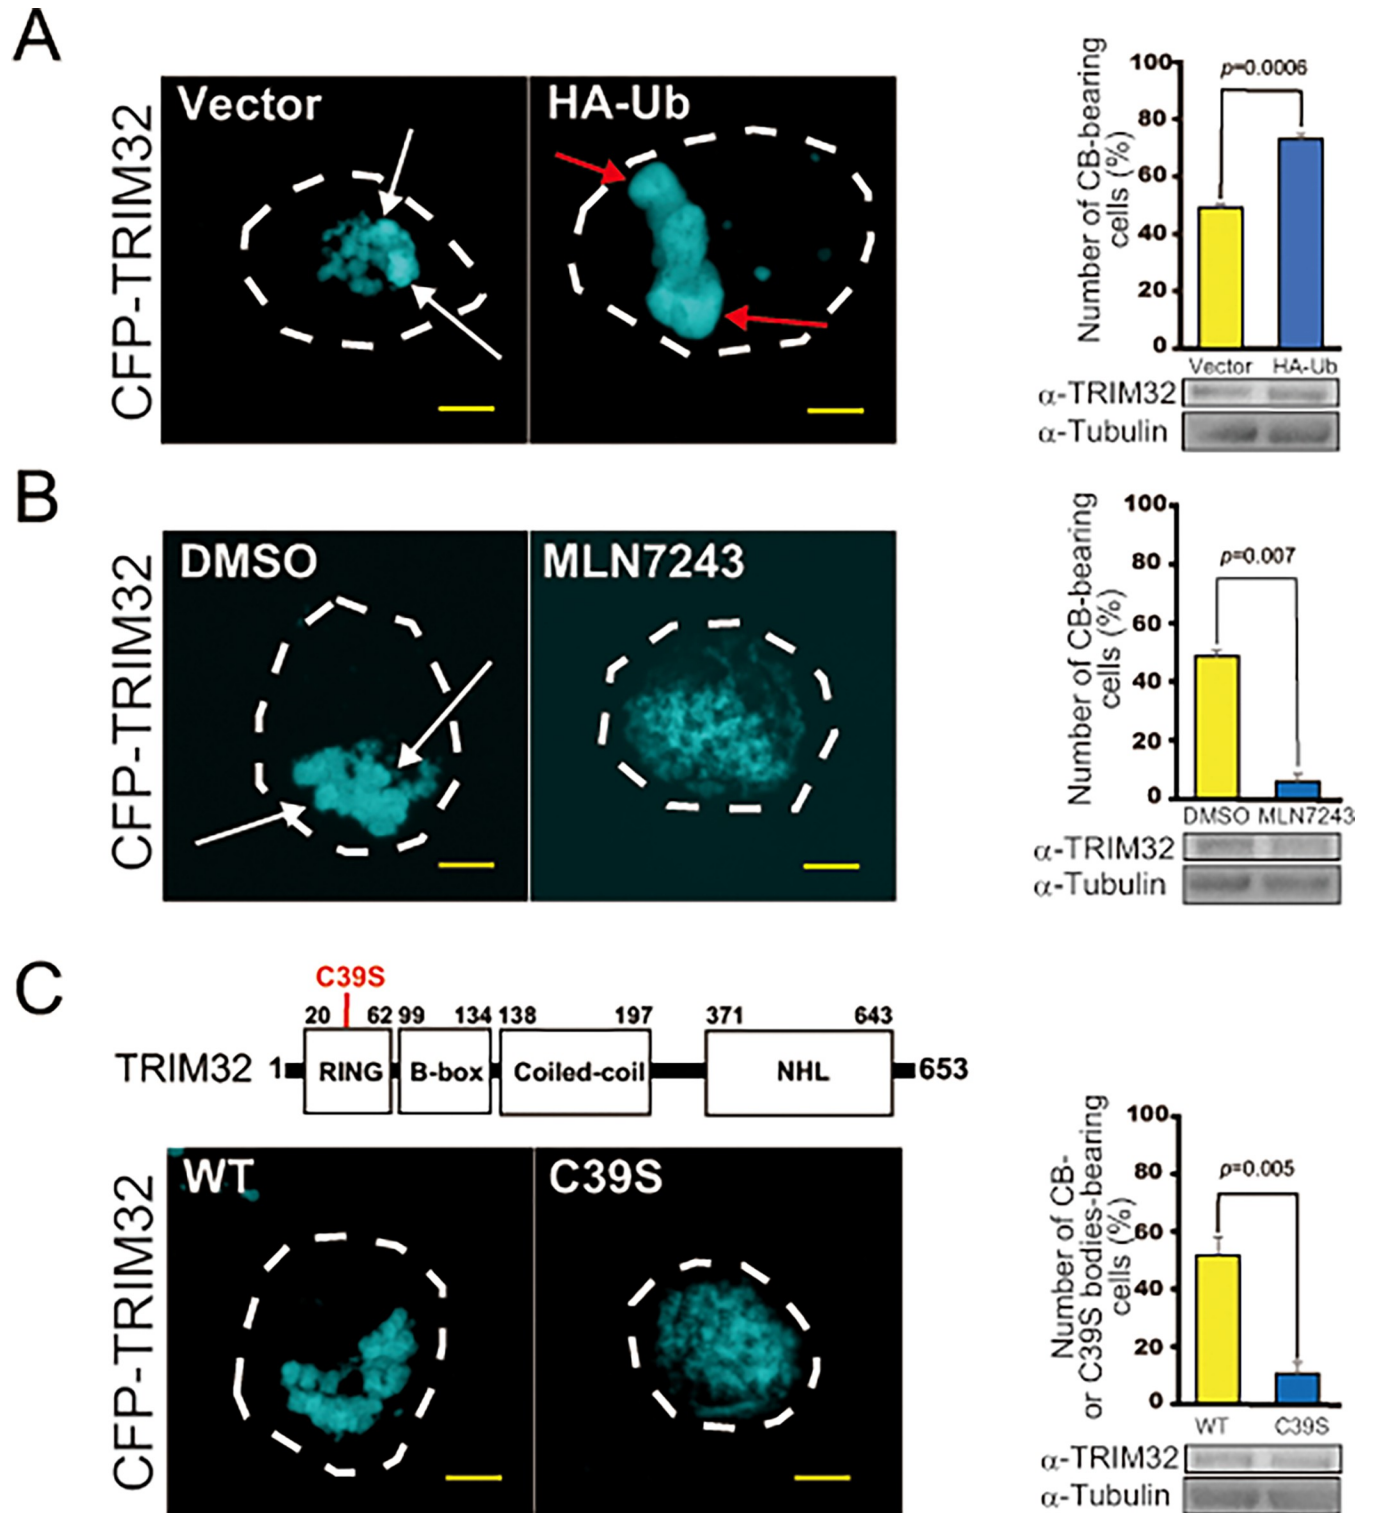 A
CFP-TRIM32
Vector
HA-Ub
Number of CB-bearing
cells (%)
100
80
60
40
20
0
p=0.0006
Vector HA-Ub
α-TRIM32
α-Tubulin
B
CFP-TRIM32
DMSO
MLN7243
Number of CB-bearing
cells (%)
100
80
60
40
20
0
p=0.007
DMSO MLN7243
α-TRIM32
α-Tubulin
C
C39S
20 62 99 134 138 197 371 643
TRIM32 1 RING B-box Coiled-coil NHL 653
CFP-TRIM32
WT
C39S
Number of CB-
or C39S bodies-bearing
cells (%)
100
80
60
40
20
0
p=0.005
WT C39S
α-TRIM32
α-Tubulin